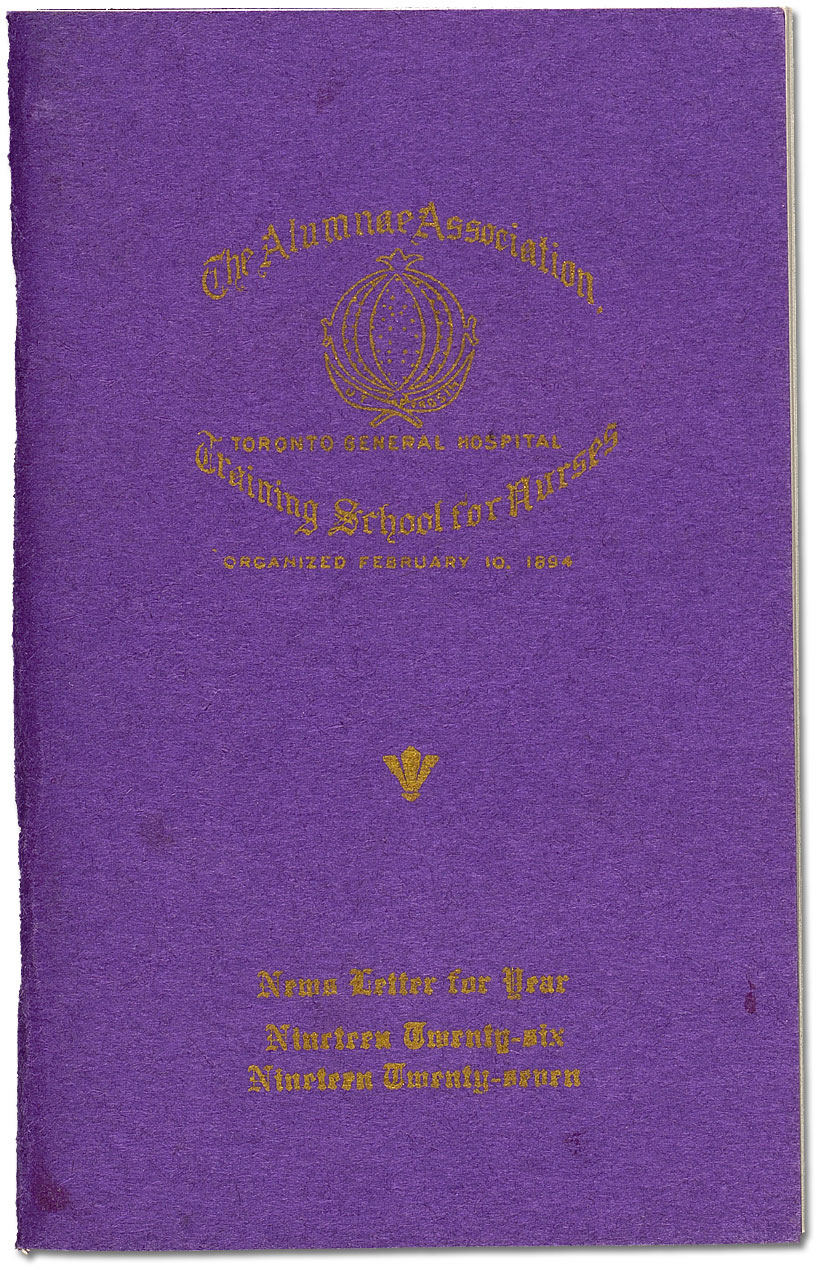 The Alumnae Association,
TORONTO GENERAL HOSPITAL
Training School for Nurses
ORGANIZED FEBRUARY 10, 1894
News Letter for Year
Nineteen Twenty-six
Nineteen Twenty-seven